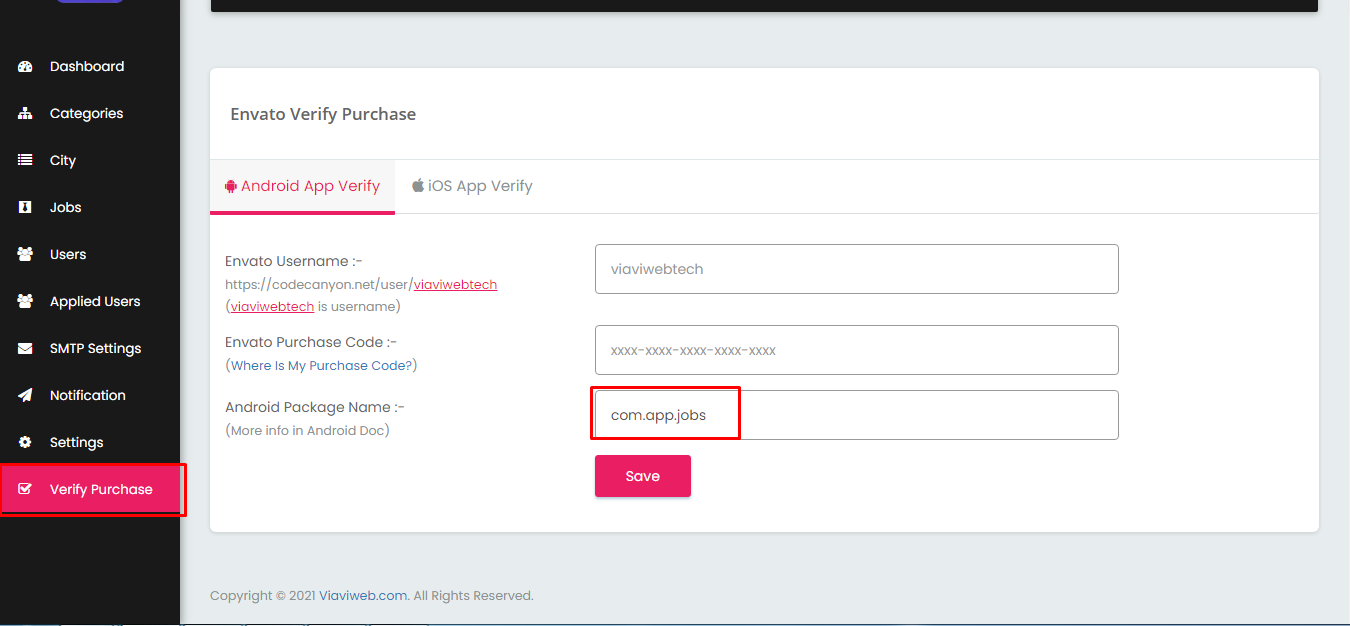 Dashboard
Categories
City
Jobs
Users
Applied Users
SMTP Settings
Notification
Settings
Verify Purchase
Envato Verify Purchase
Android App Verify
iOS App Verify
Envato Username :-
https://codecanyon.net/user/viaviwebtech
(viaviwebtech is username)
viaviwebtech
Envato Purchase Code :-
(Where Is My Purchase Code?)
xxxx-xxxx-xxxx-xxxx-xxxx
Android Package Name :-
(More info in Android Doc)
com.app.jobs
Save
Copyright © 2021 Viaviweb.com. All Rights Reserved.